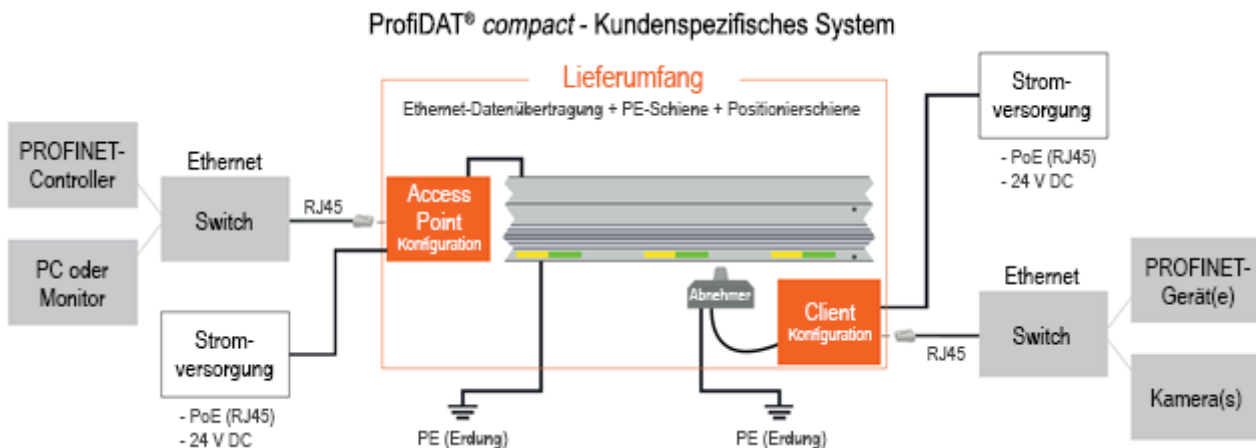 ProfiDAT® compact - Kundenspezifisches System
Lieferumfang
Ethernet-Datenübertragung + PE-Schiene + Positionierschiene
PROFINET-
Controller
PC oder
Monitor
Ethernet
Switch
RJ45
Access
Point
Konfiguration
Strom-
versorgung
- PoE (RJ45)
- 24 V DC
PE (Erdung)
Abnehmer
PE (Erdung)
Client
Konfiguration
Strom-
versorgung
- PoE (RJ45)
- 24 V DC
RJ45
Ethernet
Switch
PROFINET-
Gerät(e)
Kamera(s)